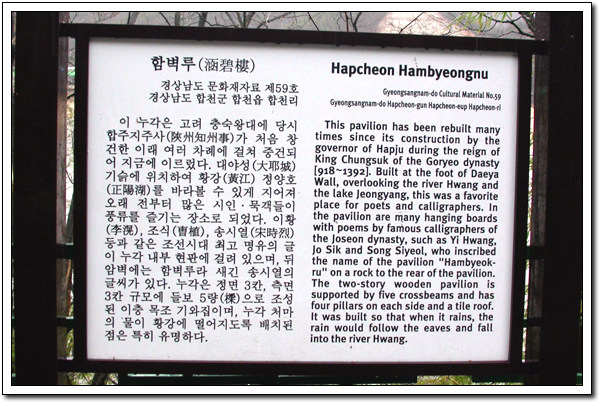 함벽루(涵碧樓)
경상남도 문화재자료 제59호
경상남도 합천군 합천읍 합천리
이 누각은 고려 충숙왕대에 당시
합주지주사(陜州知州事)가 처음 창
건한 이래 여러 차례에 걸쳐 중건되
어 지금에 이르렀다. 대야성(大耶城)
기슭에 위치하여 황강(黃江) 정양호
(正陽湖)를 바라볼 수 있게 지어져
오래 전부터 많은 시인·묵객들이
풍류를 즐기는 장소로 되었다. 이황
(李滉), 조식(曺植), 송시열(宋時烈)
등과 같은 조선시대 최고 명유의 글
이 누각 내부 현판에 걸려 있으며, 뒤
암벽에는 함벽루라 새긴 송시열의
글씨가 있다. 누각은 정면 3칸, 측면
3칸 규모에 들보 5량(樑)으로 조성
된 이층 목조 기와집이며, 누각 처마
의 물이 황강에 떨어지도록 배치된
점은 특히 유명하다.
Hapcheon Hambyeongnu
Gyeongsangnam-do Cultural Material No.59
Gyeongsangnam-do Hapcheon-gun Hapcheon-eup Hapcheon-ri
This pavilion has been rebuilt many
times since its construction by the
governor of Hapju during the reign of
King Chungsuk of the Goryeo dynasty
[918~1392]. Built at the foot of Daeya
Wall, overlooking the river Hwang and
the lake Jeongyang, this was a favorite
place for poets and calligraphers. In
the pavilion are many hanging boards
with poems by famous calligraphers of
the Joseon dynasty, such as Yi Hwang,
Jo Sik and Song Siyeol, who inscribed
the name of the pavilion "Hambyeok-
ru" on a rock to the rear of the pavilion.
The two-story wooden pavilion is
supported by five crossbeams and has
four pillars on each side and a tile roof.
It was built so that when it rains, the
rain would follow the eaves and fall
into the river Hwang.